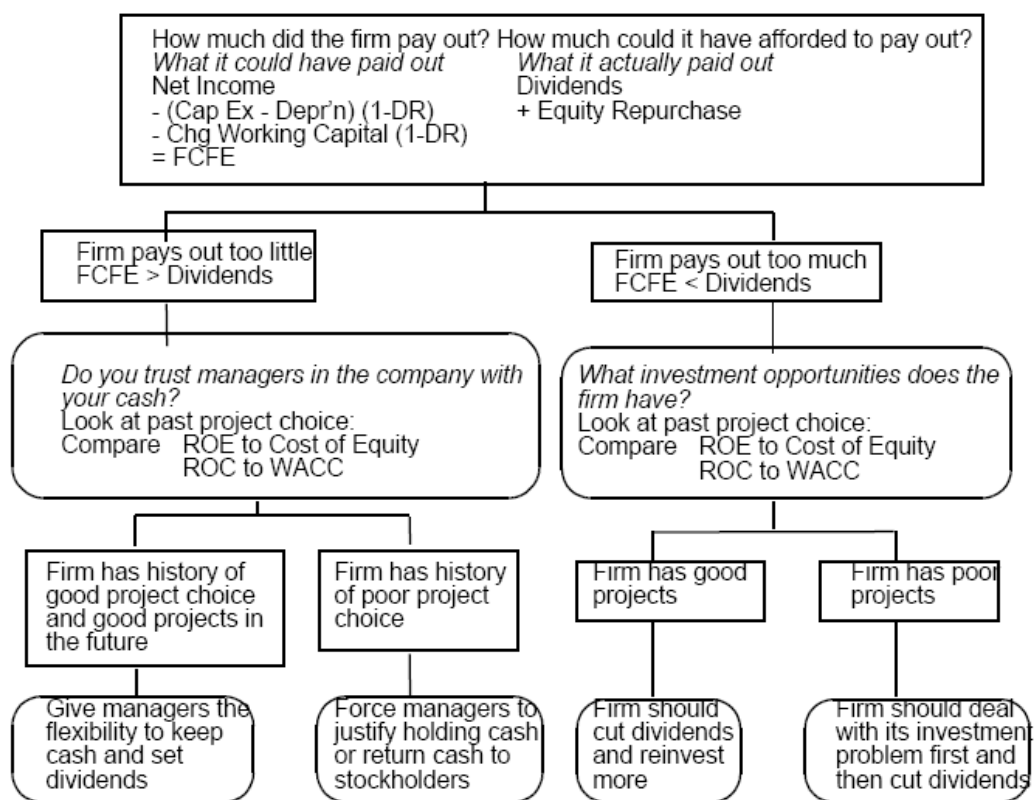 How much did the firm pay out? How much could it have afforded to pay out?
What it could have paid out
Net Income
- (Cap Ex - Depr'n) (1-DR)
- Chg Working Capital (1-DR)
= FCFE
What it actually paid out
Dividends
+ Equity Repurchase
Firm pays out too little
FCFE > Dividends
Firm pays out too much
FCFE < Dividends
Do you trust managers in the company with
your cash?
Look at past project choice:
Compare ROE to Cost of Equity
ROC to WACC
What investment opportunities does the
firm have?
Look at past project choice:
Compare ROE to Cost of Equity
ROC to WACC
Firm has history of
good project choice
and good projects in
the future
Firm has history
of poor project
choice
Firm has good
projects
Firm has poor
projects
Give managers the
flexibility to keep
cash and set
dividends
Force managers to
justify holding cash
or return cash to
stockholders
Firm should
cut dividends
and reinvest
more
Firm should deal
with its investment
problem first and
then cut dividends